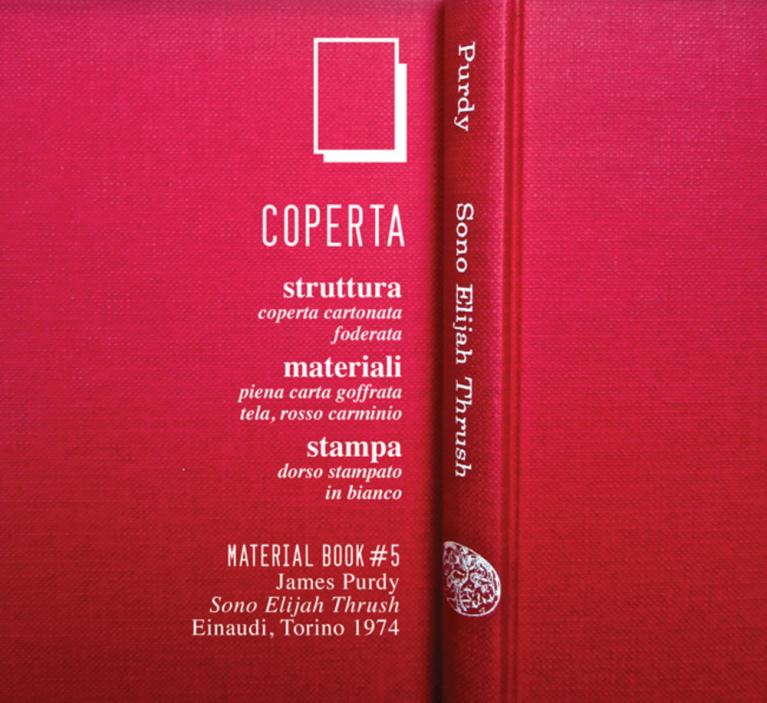 COPERTA
struttura
coperta cartonata
foderata
materiali
piena carta goffrata
tela, rosso carminio
stampa
dorso stampato
in bianco
MATERIAL BOOK #5
James Purdy
Sono Elijah Thrush
Einaudi, Torino 1974
Purdy Sono Elijah Thrush